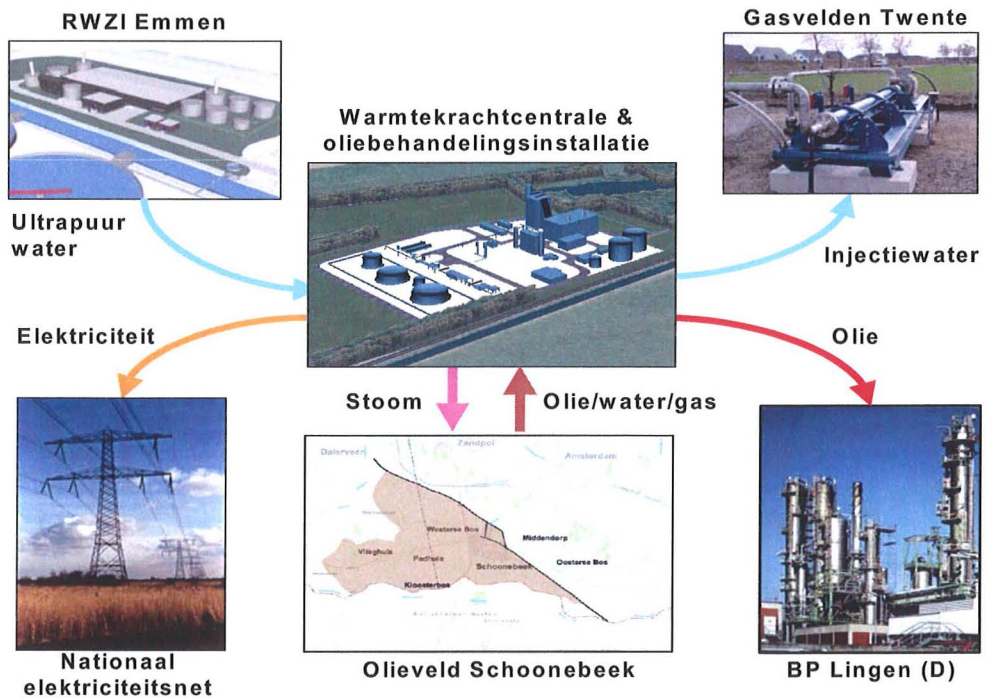 RWZI Emmen
Gasvelden Twente
Warmtekrachtcentrale &
oliebehandelingsinstallatie
Ultrapuur
water
Injectiewater
Elektriciteit
Olie
Stoom
Olie/water/gas
Zandpol
Dalerveen
Amsterdam
Westerse Bos
Middendorp
Vlieghuis
Padhuis
Schoonebeek
Oosterse Bos
Kloosterbos
Nationaal
elektriciteitsnet
Olieveld Schoonebeek
BP Lingen (D)